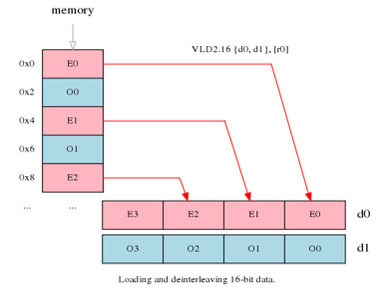 memory
VLD2.16 {d0, d1}, [r0]
0x0 E0
0x2 O0
0x4 E1
0x6 O1
0x8 E2
... ...
E3 E2 E1 E0 d0
O3 O2 O1 O0 d1
Loading and deinterleaving 16-bit data.